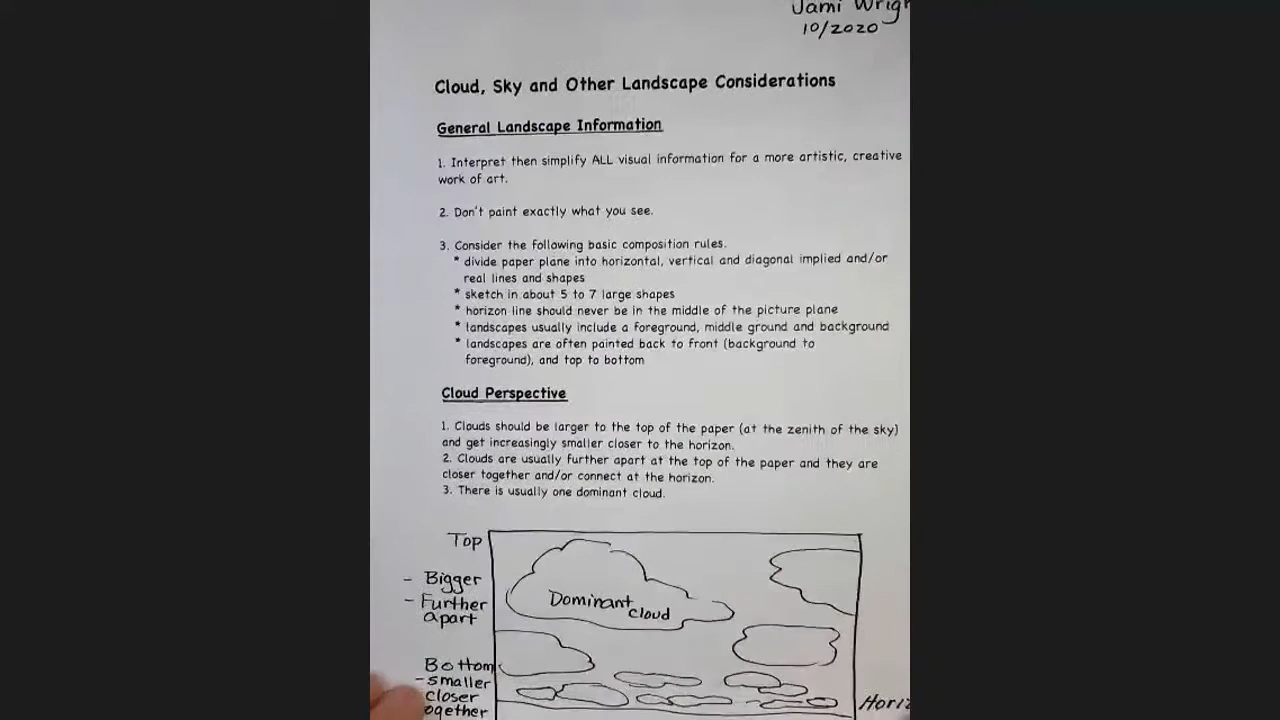 Jami
10/2020
Cloud, Sky and Other Landscape Considerations
General Landscape Information
1. Interpret then simplify ALL visual information for a more artistic, creative
work of art.
2. Don't paint exactly what you see.
3. Consider the following basic composition rules.
* divide paper plane into horizontal, vertical and diagonal implied and/or
real lines and shapes
* sketch in about 5 to 7 large shapes
* horizon line should never be in the middle of the picture plane
* landscapes usually include a foreground, middle ground and background
* landscapes are often painted back to front (background to
foreground), and top to bottom
Cloud Perspective
1. Clouds should be larger to the top of the paper (at the zenith of the sky)
and get increasingly smaller closer to the horizon.
2. Clouds are usually further apart at the top of the paper and they are
closer together and/or connect at the horizon.
3. There is usually one dominant cloud.
Top
- Bigger
- Further
apart
Dominant
cloud
Bottom
- smaller
closer